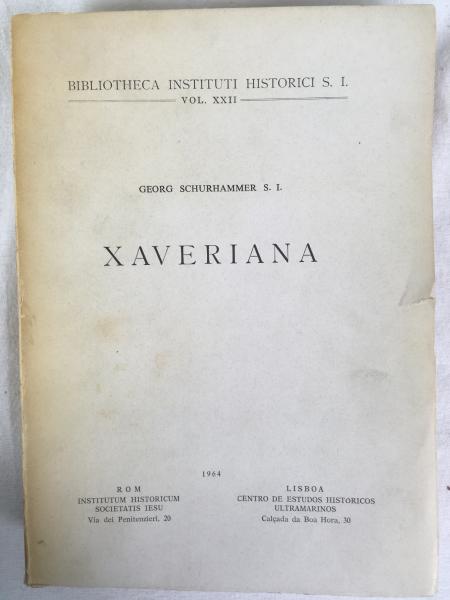 BIBLIOTHECA INSTITUTI HISTORICI S. I.
VOL. XXII
GEORG SCHURHAMMER S. I.
XAVERIANA
1964
ROM
INSTITUTUM HISTORICUM
SOCIETATIS IESU
Via dei Penitenzieri, 20
LISBOA
CENTRO DE ESTUDOS HISTÓRICOS
ULTRAMARINOS
Calçada da Boa Hora, 30